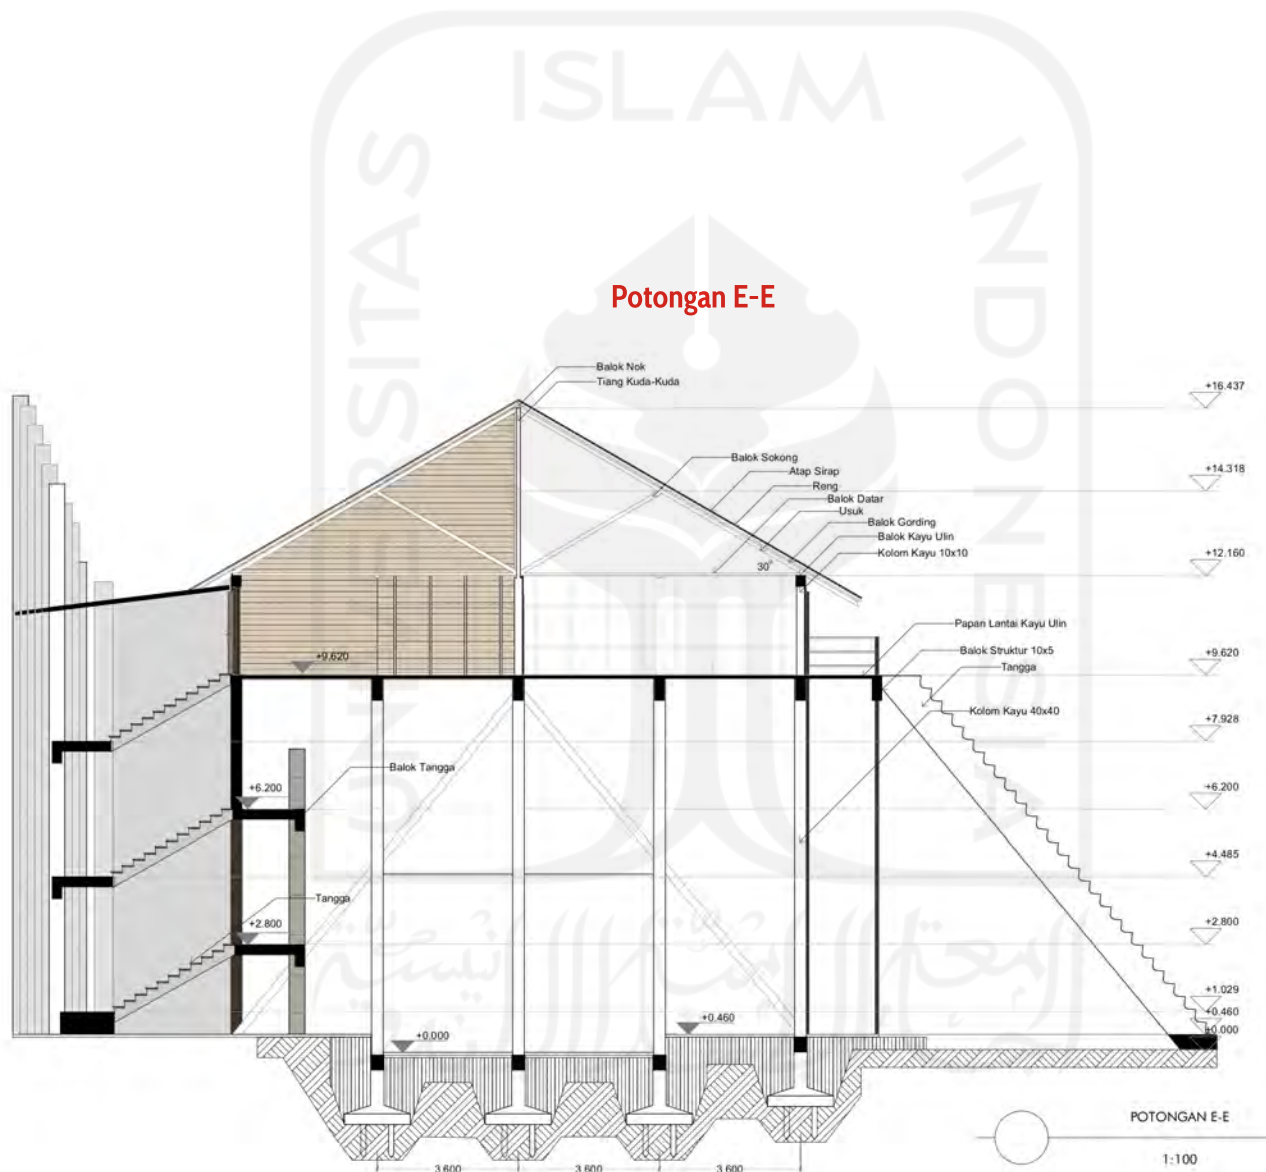 ISLAM
UNIVERSITAS
INDONESIA
Potongan E-E
Balok Nok
Tiang Kuda-Kuda
+16.437
Balok Sokong
Atap Sirap
+14.318
Reng
Balok Datar
Usuk
Balok Gording
Balok Kayu Ulin
+12.160
Kolom Kayu 10x10
30°
Papan Lantai Kayu Ulin
+9.620
Balok Struktur 10x5
+9.620
Tangga
Kolom Kayu 40x40
+7.928
Balok Tangga
+6.200
+6.200
+4.485
Tangga
+2.800
+2.800
+1.029
+0.460
+0.460
+0.000
+0.000
POTONGAN E-E
1:100
3.600 3.600 3.600